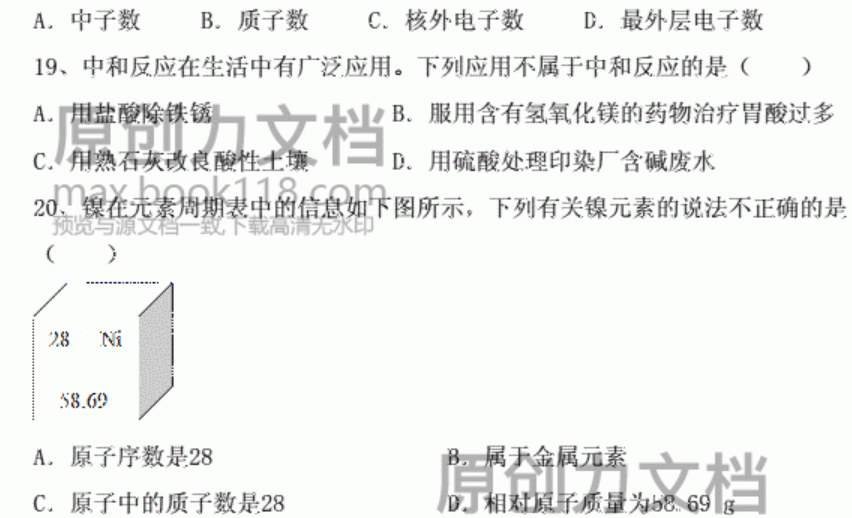 A. 中子数 B. 质子数 C. 核外电子数 D. 最外层电子数
19、中和反应在生活中有广泛应用。下列应用不属于中和反应的是（ ）
A. 用盐酸除铁锈 B. 服用含有氢氧化镁的药物治疗胃酸过多
原创力文档
C. 用熟石灰改良酸性土壤 D. 用硫酸处理印染厂含碱废水
max.book118.com
20、镍在元素周期表中的信息如下图所示，下列有关镍元素的说法不正确的是
预览与源文档一致,下载高清无水印
（ ）
28 Ni
58.69
A. 原子序数是28 B. 属于金属元素
原创力文档
C. 原子中的质子数是28 D. 相对原子质量为58.69 g